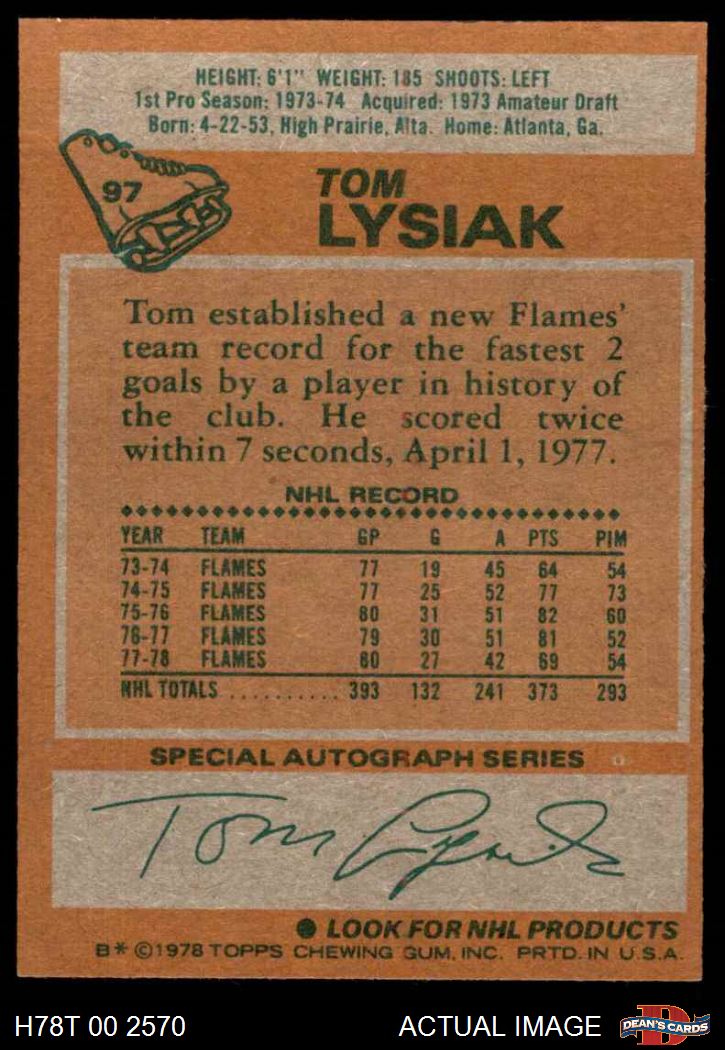 HEIGHT: 6'1" WEIGHT: 185 SHOOTS: LEFT
1st Pro Season: 1973-74 Acquired: 1973 Amateur Draft
Born: 4-22-53, High Prairie, Alta. Home: Atlanta, Ga.
97
TOM
LYSIAK
Tom established a new Flames'
team record for the fastest 2
goals by a player in history of
the club. He scored twice
within 7 seconds, April 1, 1977.
NHL RECORD
YEAR TEAM GP G A PTS PIM
73-74 FLAMES 77 19 45 64 54
74-75 FLAMES 77 25 52 77 73
75-76 FLAMES 80 31 51 82 60
76-77 FLAMES 79 30 51 81 52
77-78 FLAMES 80 27 42 69 54
NHL TOTALS .......... 393 132 241 373 293
SPECIAL AUTOGRAPH SERIES
Tom Lysiak
● LOOK FOR NHL PRODUCTS
B* ©1978 TOPPS CHEWING GUM, INC. PRTD. IN U.S.A.
H78T 00 2570 ACTUAL IMAGE
D
DEAN'S CARDS